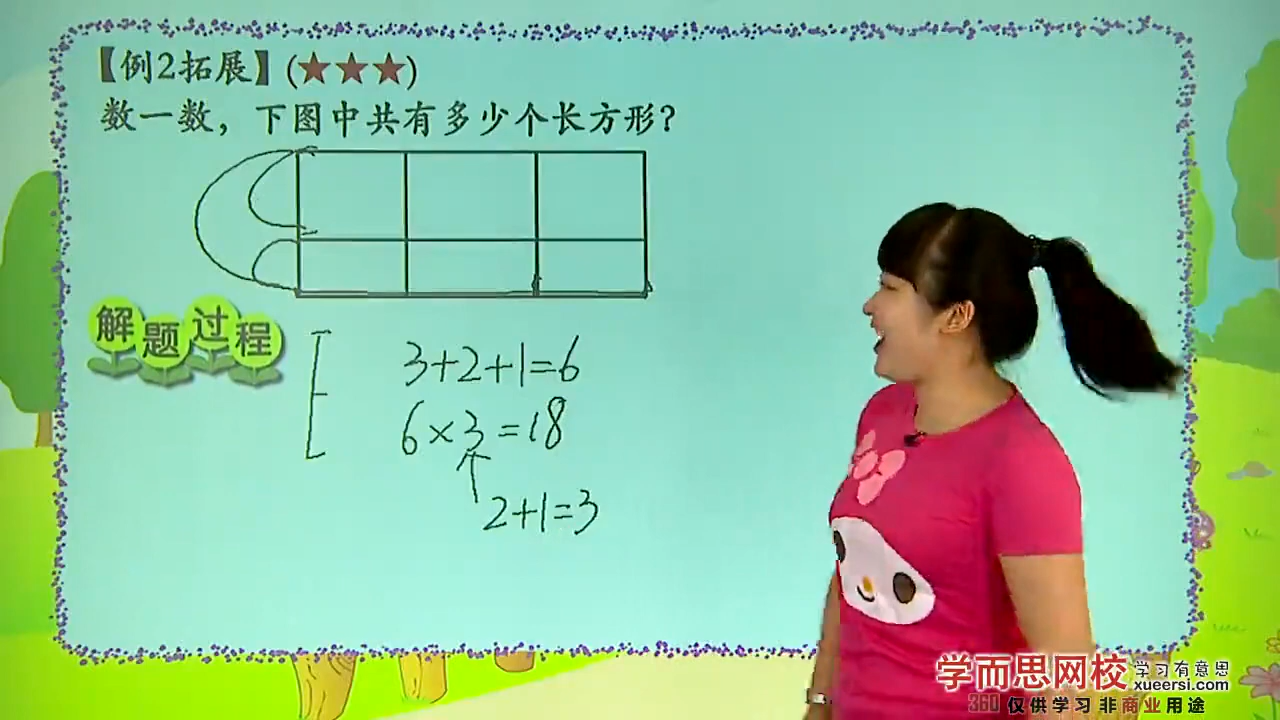 【例2拓展】(★★★)
数一数，下图中共有多少个长方形？
解题过程
3+2+1=6
6×3=18
2+1=3
学而思网校 学习有意思
xueersi.com
360 仅供学习 非商业用途